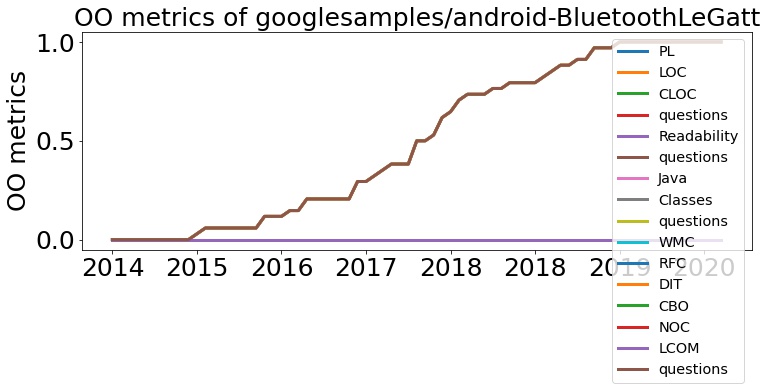 OO metrics of googlesamples/android-BluetoothLeGatt
OO metrics
1.0
0.5
0.0
2014 2015 2016 2017 2018 2018 2019 2020
PL
LOC
CLOC
questions
Readability
questions
Java
Classes
questions
WMC
RFC
DIT
CBO
NOC
LCOM
questions